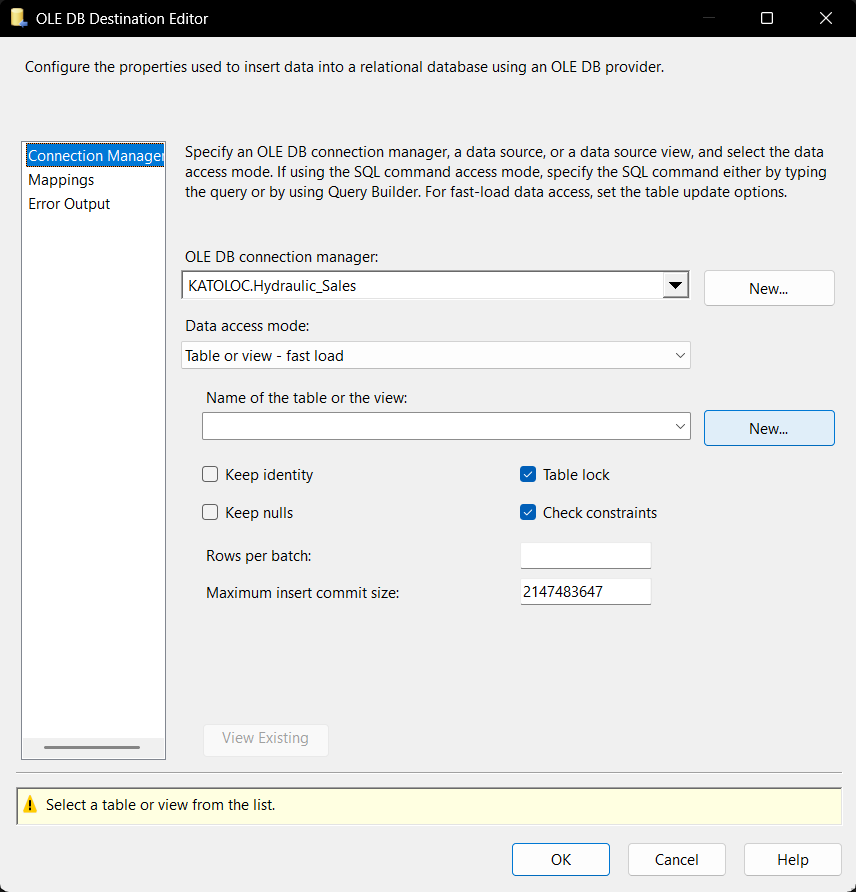 OLE DB Destination Editor
Configure the properties used to insert data into a relational database using an OLE DB provider.
Connection Manager
Mappings
Error Output
Specify an OLE DB connection manager, a data source, or a data source view, and select the data
access mode. If using the SQL command access mode, specify the SQL command either by typing
the query or by using Query Builder. For fast-load data access, set the table update options.
OLE DB connection manager:
KATOLOC.Hydraulic_Sales
New...
Data access mode:
Table or view - fast load
Name of the table or the view:
New...
Keep identity
Table lock
Keep nulls
Check constraints
Rows per batch:
Maximum insert commit size:
2147483647
View Existing
Select a table or view from the list.
OK
Cancel
Help